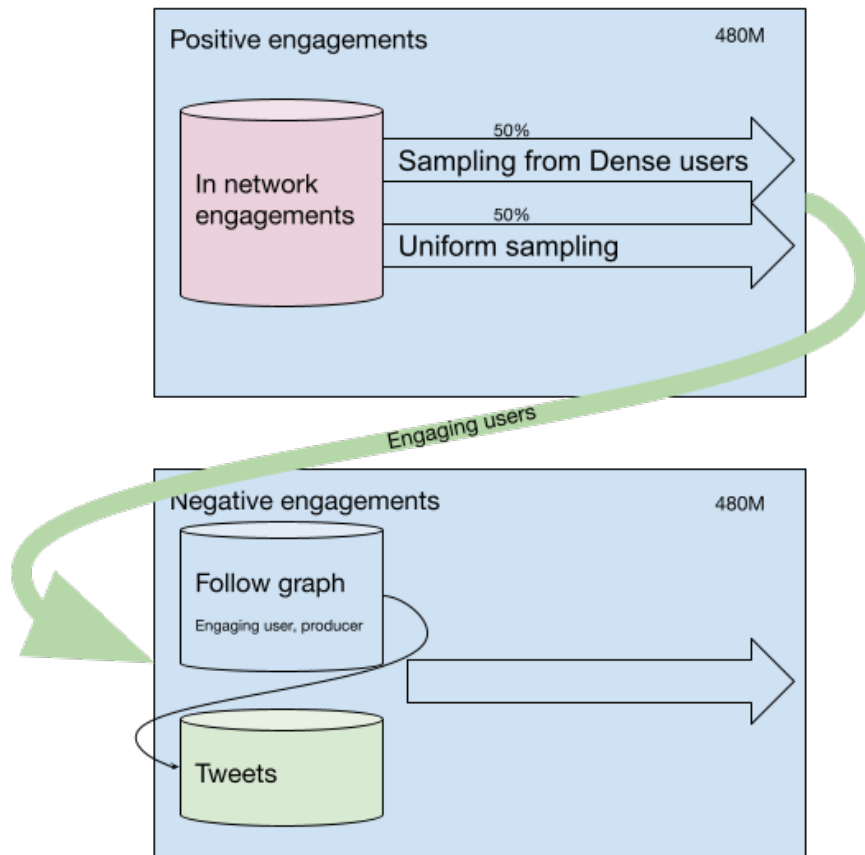 Positive engagements
480M
In network
engagements
50%
Sampling from Dense users
50%
Uniform sampling
Engaging users
Negative engagements
480M
Follow graph
Engaging user, producer
Tweets